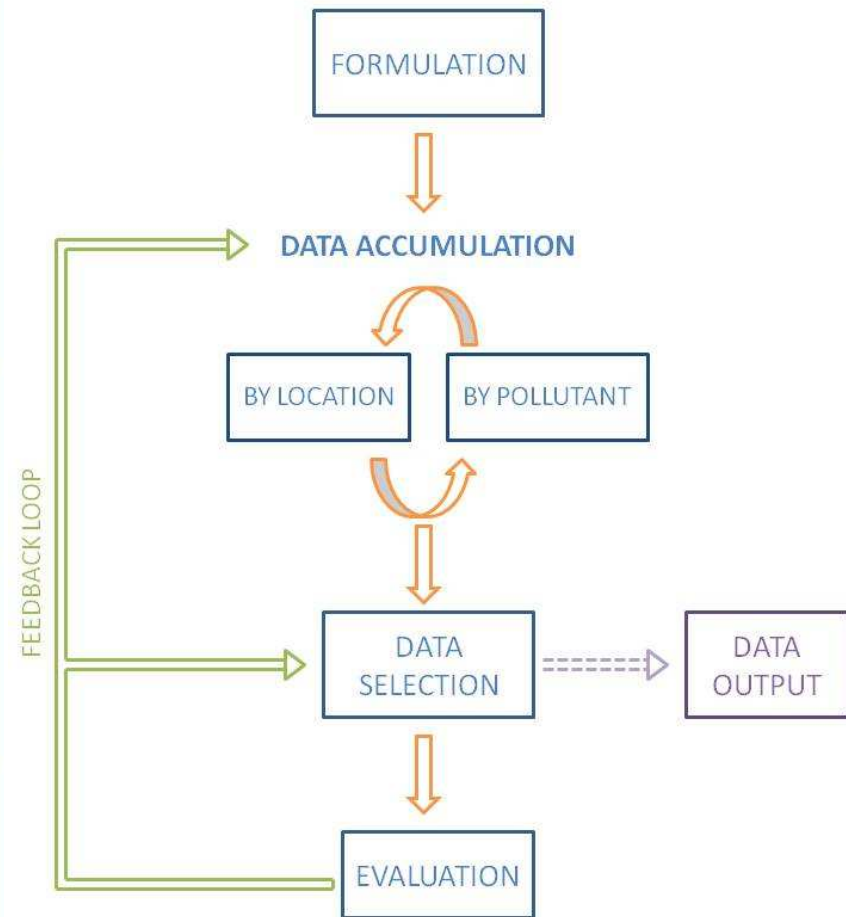 FORMULATION
DATA ACCUMULATION
BY LOCATION
BY POLLUTANT
FEEDBACK LOOP
DATA
SELECTION
DATA
OUTPUT
EVALUATION